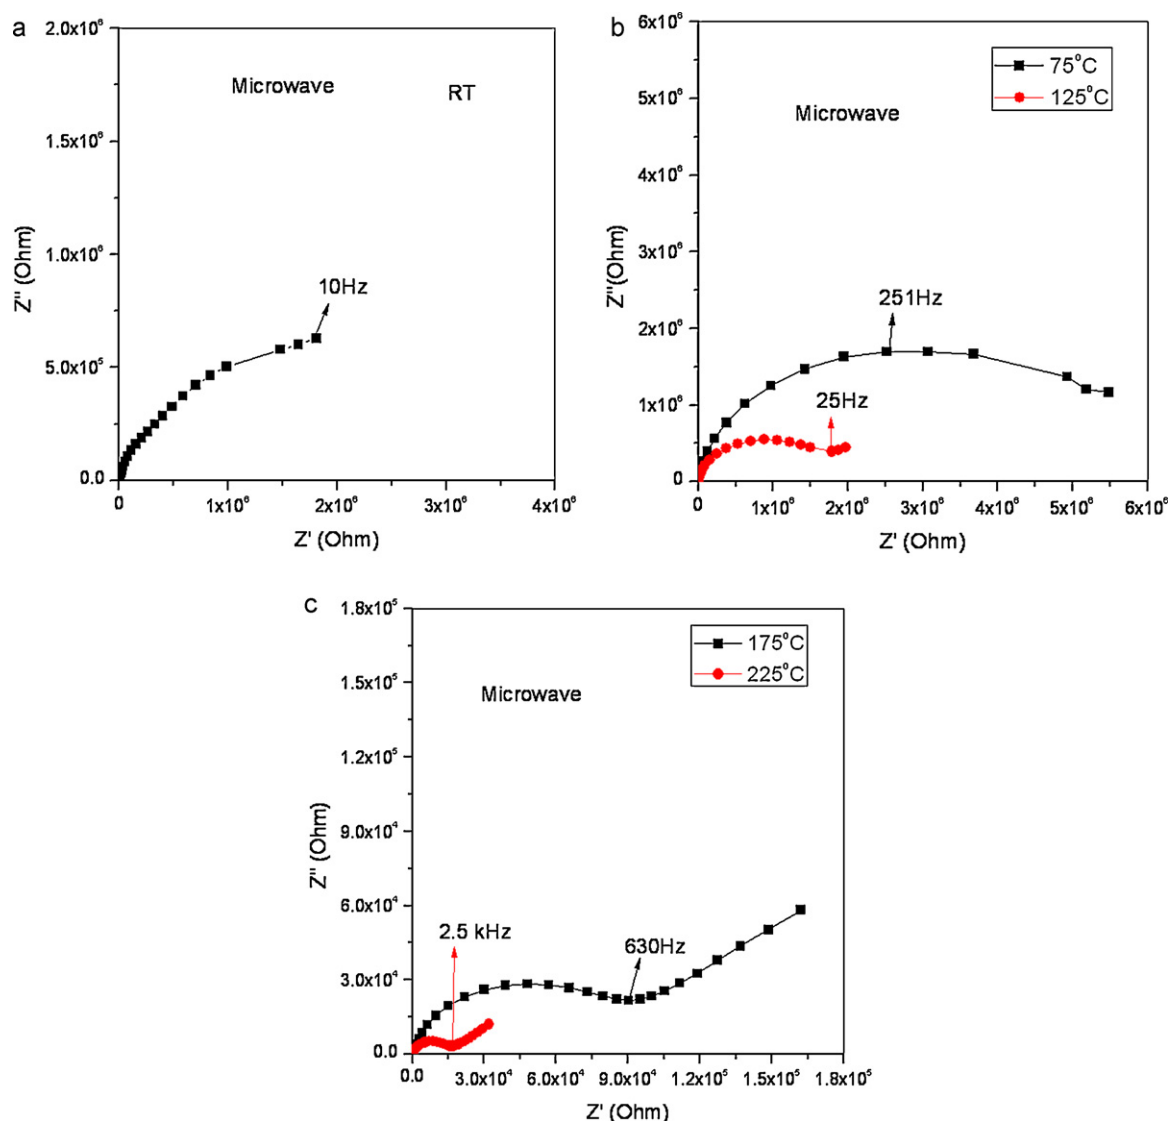 a
2.0x10⁶
1.5x10⁶
1.0x10⁶
5.0x10⁵
0.0
Z'' (Ohm)
Microwave
RT
10Hz
0
1x10⁶
2x10⁶
3x10⁶
4x10⁶
Z' (Ohm)
b
6x10⁶
5x10⁶
4x10⁶
3x10⁶
2x10⁶
1x10⁶
0
Z''(Ohm)
75°C
125°C
Microwave
251Hz
25Hz
0
1x10⁶
2x10⁶
3x10⁶
4x10⁶
5x10⁶
6x10⁶
Z' (Ohm)
c
1.8x10⁵
1.5x10⁵
1.2x10⁵
9.0x10⁴
6.0x10⁴
3.0x10⁴
0.0
Z'' (Ohm)
175°C
225°C
Microwave
2.5 kHz
630Hz
0.0
3.0x10⁴
6.0x10⁴
9.0x10⁴
1.2x10⁵
1.5x10⁵
1.8x10⁵
Z' (Ohm)